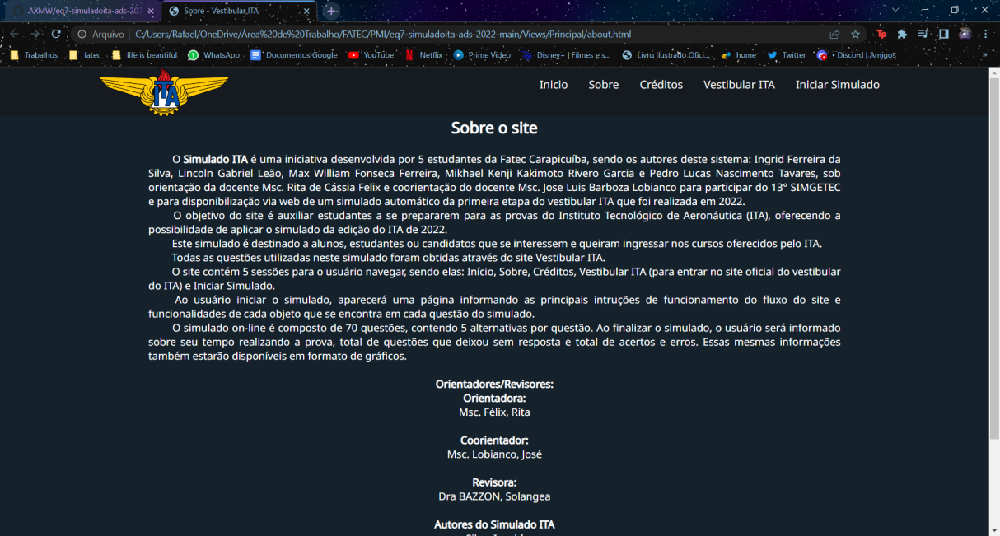 AXMW/eq7-simuladoita-ads-202
Sobre - Vestibular ITA
Arquivo | C:/Users/Rafael/OneDrive/Área%20de%20Trabalho/FATEC/PMI/eq7-simuladoita-ads-2022-main/Views/Principal/about.html
Trabalhos fatec life is beautiful WhatsApp Documentos Google YouTube Netflix Prime Video Disney+ | Filmes e s... Livro Ilustrado Ofici... home Twitter • Discord | Amigos »
ITA
Inicio Sobre Créditos Vestibular ITA Iniciar Simulado
Sobre o site
O Simulado ITA é uma iniciativa desenvolvida por 5 estudantes da Fatec Carapicuíba, sendo os autores deste sistema: Ingrid Ferreira da
Silva, Lincoln Gabriel Leão, Max William Fonseca Ferreira, Mikhael Kenji Kakimoto Rivero Garcia e Pedro Lucas Nascimento Tavares, sob
orientação da docente Msc. Rita de Cássia Felix e coorientação do docente Msc. Jose Luis Barboza Lobianco para participar do 13° SIMGETEC
e para disponibilização via web de um simulado automático da primeira etapa do vestibular ITA que foi realizada em 2022.
O objetivo do site é auxiliar estudantes a se prepararem para as provas do Instituto Tecnológico de Aeronáutica (ITA), oferecendo a
possibilidade de aplicar o simulado da edição do ITA de 2022.
Este simulado é destinado a alunos, estudantes ou candidatos que se interessem e queiram ingressar nos cursos oferecidos pelo ITA.
Todas as questões utilizadas neste simulado foram obtidas através do site Vestibular ITA.
O site contém 5 sessões para o usuário navegar, sendo elas: Início, Sobre, Créditos, Vestibular ITA (para entrar no site oficial do vestibular
do ITA) e Iniciar Simulado.
Ao usuário iniciar o simulado, aparecerá uma página informando as principais intruções de funcionamento do fluxo do site e
funcionalidades de cada objeto que se encontra em cada questão do simulado.
O simulado on-line é composto de 70 questões, contendo 5 alternativas por questão. Ao finalizar o simulado, o usuário será informado
sobre seu tempo realizando a prova, total de questões que deixou sem resposta e total de acertos e erros. Essas mesmas informações
também estarão disponíveis em formato de gráficos.
Orientadores/Revisores:
Orientadora:
Msc. Félix, Rita
Coorientador:
Msc. Lobianco, José
Revisora:
Dra BAZZON, Solangea
Autores do Simulado ITA